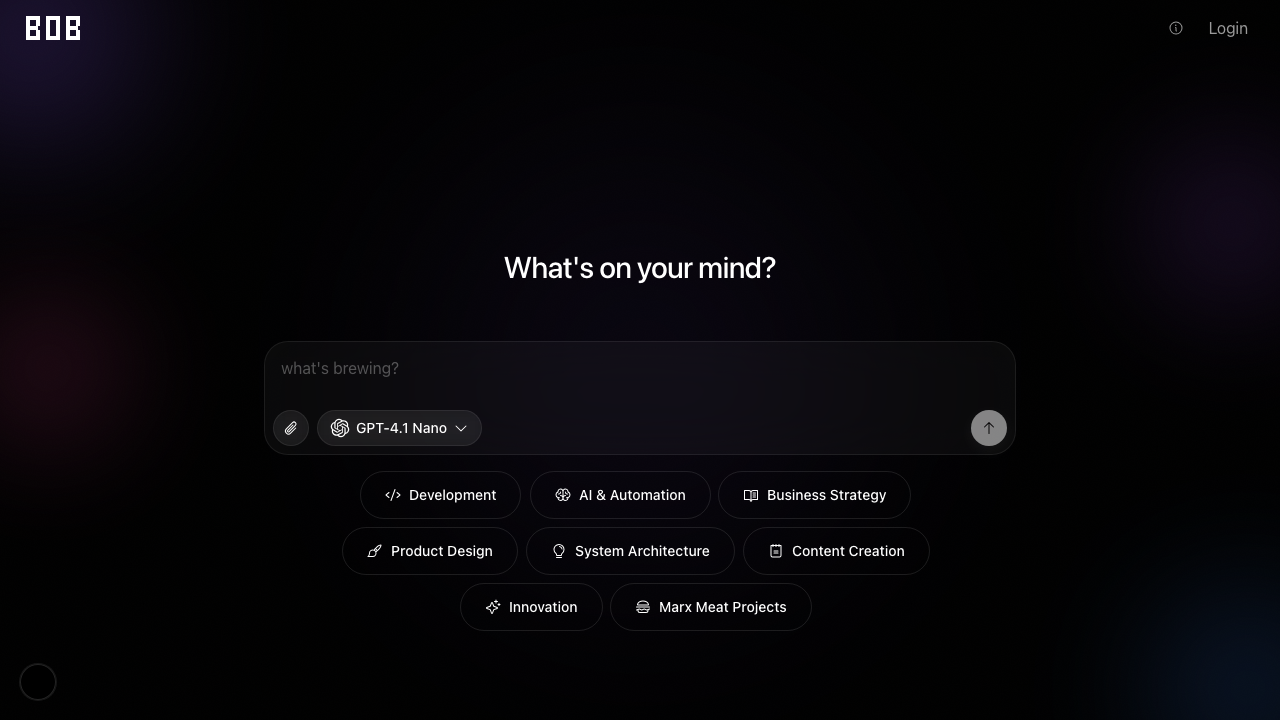 BOB
Login
What's on your mind?
what's brewing?
GPT-4.1 Nano
Development
AI & Automation
Business Strategy
Product Design
System Architecture
Content Creation
Innovation
Marx Meat Projects